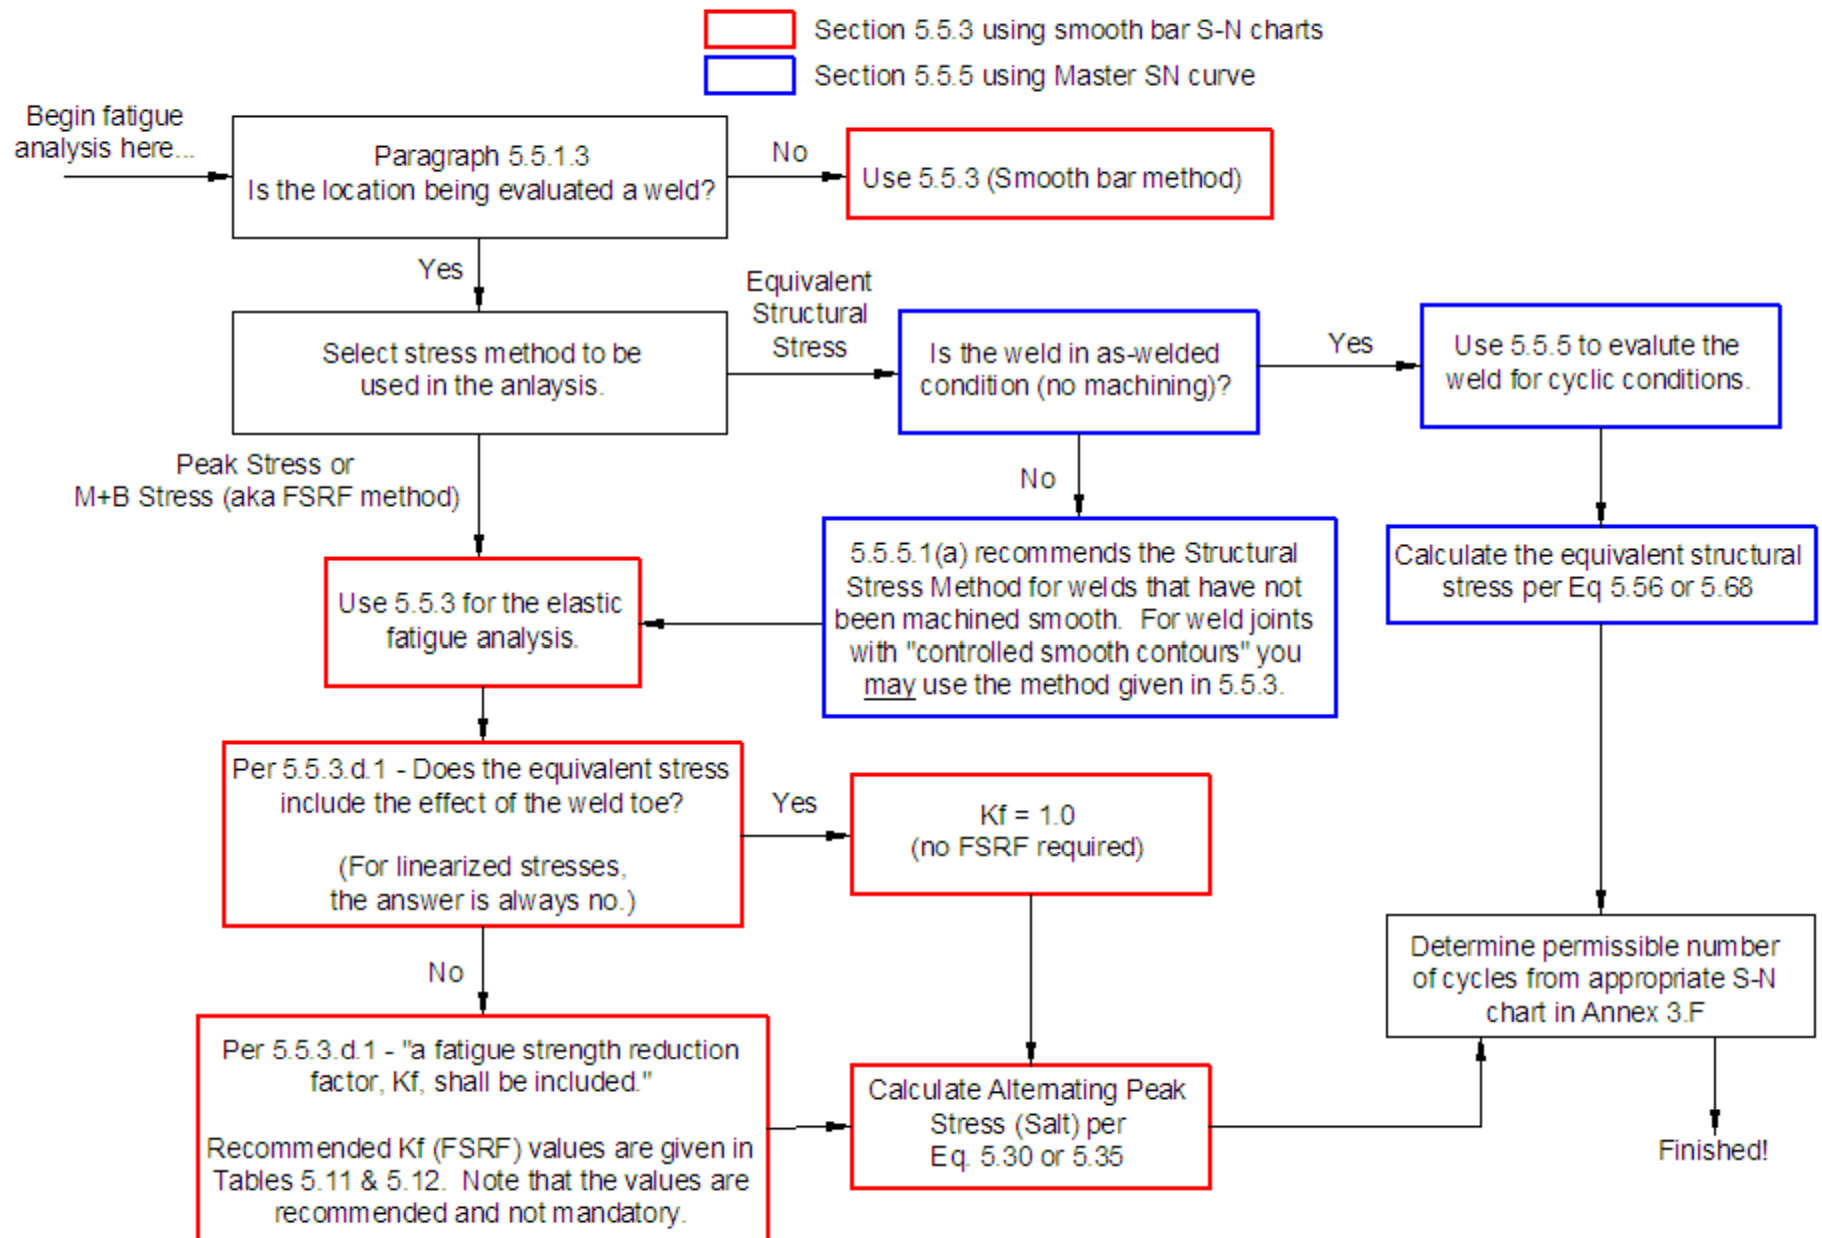 Section 5.5.3 using smooth bar S-N charts
Section 5.5.5 using Master SN curve
Begin fatigue
analysis here...
Paragraph 5.5.1.3
Is the location being evaluated a weld?
No
Use 5.5.3 (Smooth bar method)
Yes
Select stress method to be
used in the anlaysis.
Equivalent
Structural
Stress
Is the weld in as-welded
condition (no machining)?
Yes
Use 5.5.5 to evalute the
weld for cyclic conditions.
Peak Stress or
M+B Stress (aka FSRF method)
No
5.5.5.1(a) recommends the Structural
Stress Method for welds that have not
been machined smooth.  For weld joints
with "controlled smooth contours" you
may use the method given in 5.5.3.
Calculate the equivalent structural
stress per Eq 5.56 or 5.68
Use 5.5.3 for the elastic
fatigue analysis.
Per 5.5.3.d.1 - Does the equivalent stress
include the effect of the weld toe?
(For linearized stresses,
the answer is always no.)
Yes
Kf = 1.0
(no FSRF required)
No
Per 5.5.3.d.1 - "a fatigue strength reduction
factor, Kf, shall be included."
Recommended Kf (FSRF) values are given in
Tables 5.11 & 5.12.  Note that the values are
recommended and not mandatory.
Calculate Alternating Peak
Stress (Salt) per
Eq. 5.30 or 5.35
Determine permissible number
of cycles from appropriate S-N
chart in Annex 3.F
Finished!